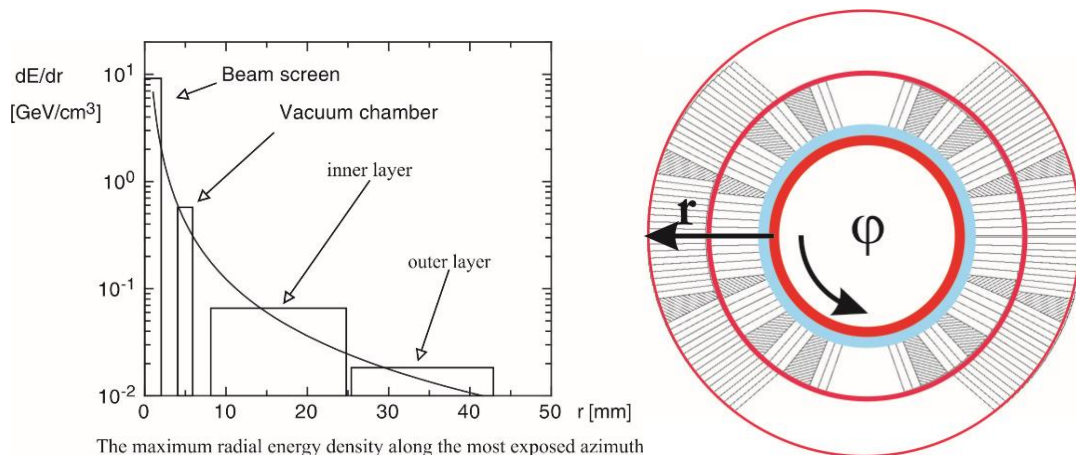 dE/dr
[GeV/cm³]
10¹
10⁰
10⁻¹
10⁻²
Beam screen
Vacuum chamber
inner layer
outer layer
0 10 20 30 40 50 r [mm]
The maximum radial energy density along the most exposed azimuth
r
φ